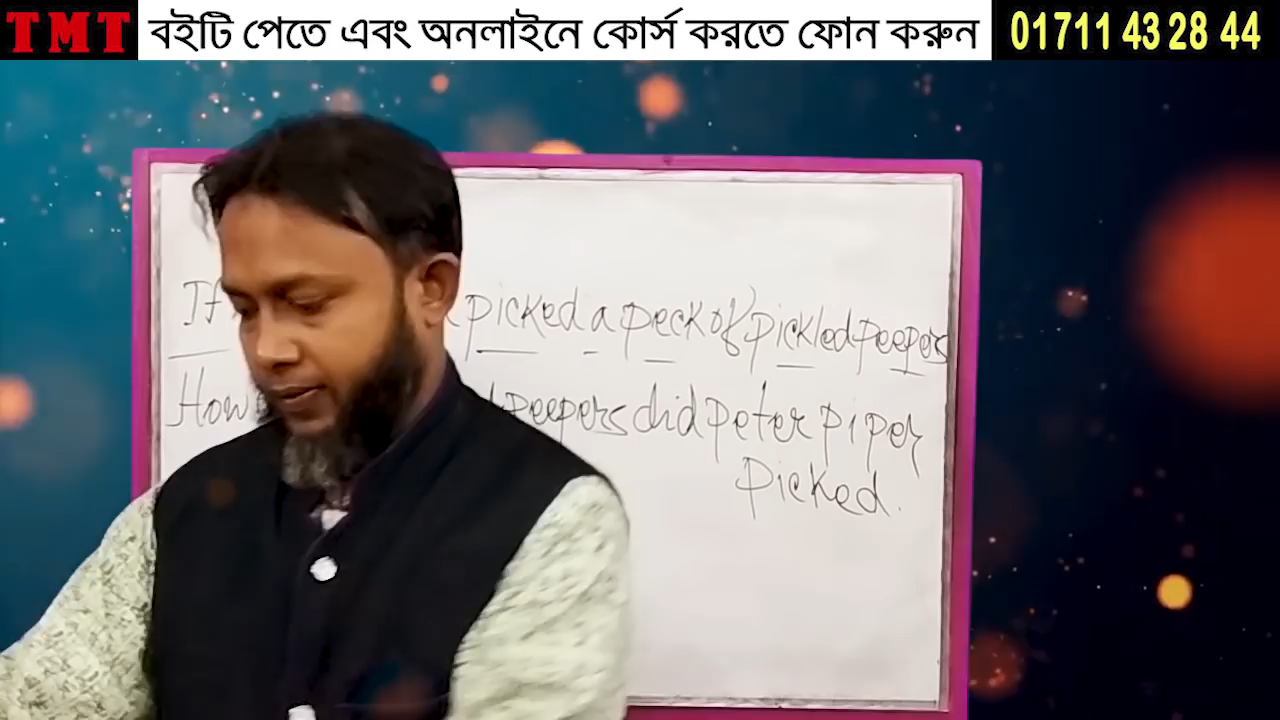 TMT বইটি পেতে এবং অনলাইনে কোর্স করতে ফোন করুন 01711 43 28 44
If picked a peck of pickled peepers
How peepers did peter piper
picked.